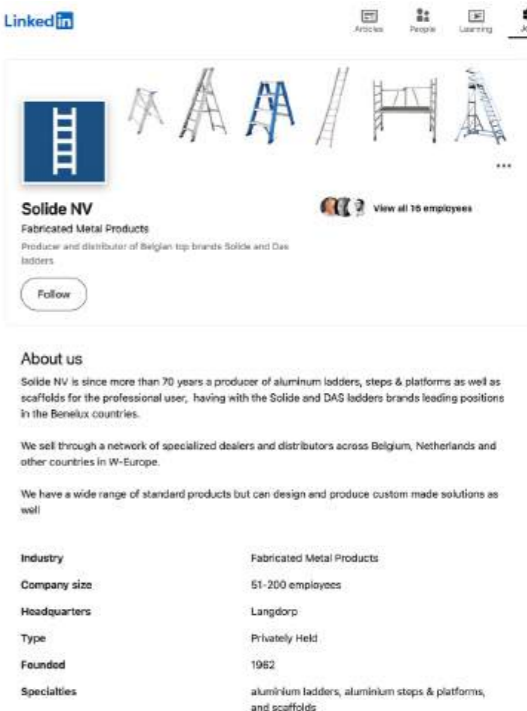 Linked in
Articles
People
Learning
Solide NV
View all 16 employees
Fabricated Metal Products
Producer and distributor of Belgian top brands Solide and Das
ladders
Follow
About us
Solide NV is since more than 70 years a producer of aluminum ladders, steps & platforms as well as
scaffolds for the professional user, having with the Solide and DAS ladders brands leading positions
in the Benelux countries.
We sell through a network of specialized dealers and distributors across Belgium, Netherlands and
other countries in W-Europe.
We have a wide range of standard products but can design and produce custom made solutions as
well
Industry
Fabricated Metal Products
Company size
51-200 employees
Headquarters
Langdorp
Type
Privately Held
Founded
1962
Specialties
aluminium ladders, aluminium steps & platforms,
and scaffolds